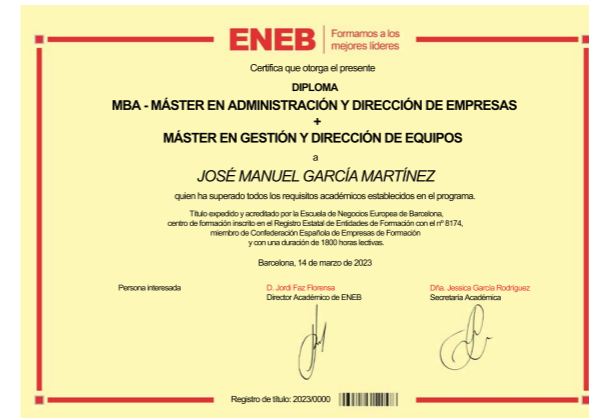 ENEB
Formamos a los
mejores líderes
Certifica que otorga el presente
DIPLOMA
MBA - MÁSTER EN ADMINISTRACIÓN Y DIRECCIÓN DE EMPRESAS
+
MÁSTER EN GESTIÓN Y DIRECCIÓN DE EQUIPOS
a
JOSÉ MANUEL GARCÍA MARTÍNEZ
quien ha superado todos los requisitos académicos establecidos en el programa.
Título expedido y acreditado por la Escuela de Negocios Europea de Barcelona,
centro de formación inscrito en el Registro Estatal de Entidades de Formación con el nº 8174,
miembro de Confederación Española de Empresas de Formación
y con una duración de 1800 horas lectivas.
Barcelona, 14 de marzo de 2023
Persona interesada
D. Jordi Faz Florensa
Director Académico de ENEB
Dña. Jessica García Rodríguez
Secretaria Académica
Registro de título: 2023/0000